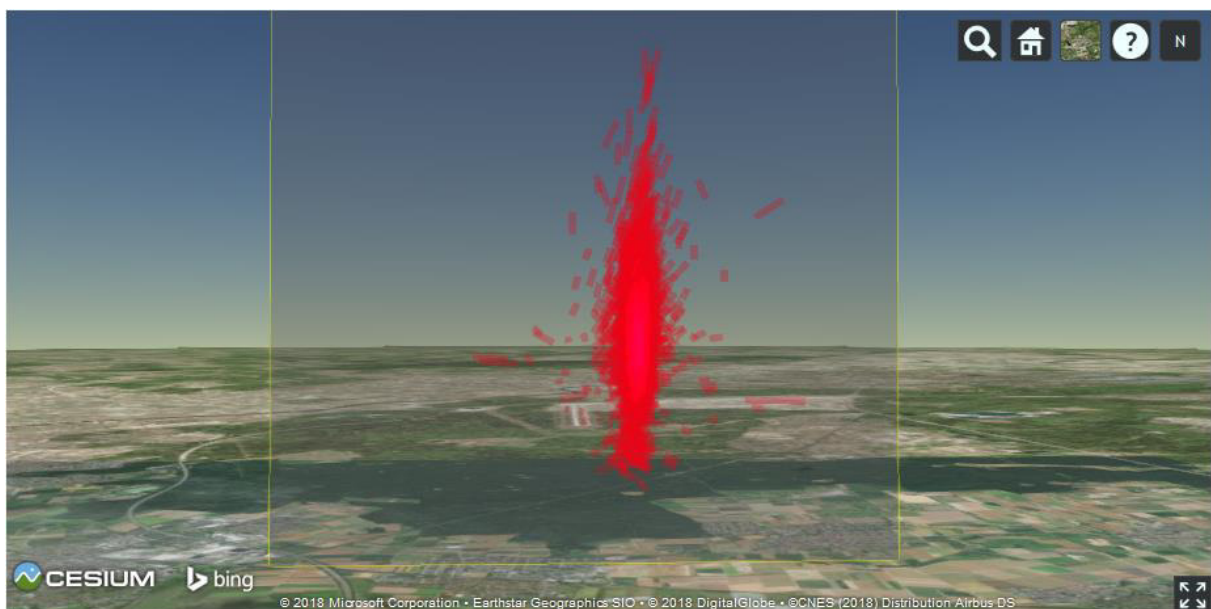 N
CESIUM
bing
© 2018 Microsoft Corporation • Earthstar Geographics SIO • © 2018 DigitalGlobe • ©CNES (2018) Distribution Airbus DS